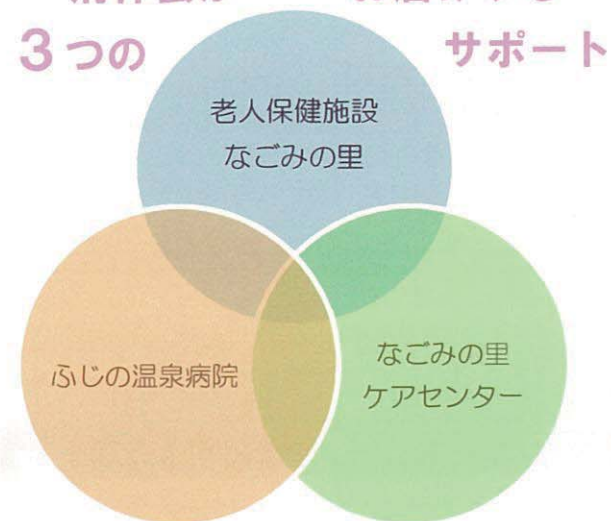 3つの サポート
老人保健施設
なごみの里
ふじの温泉病院
なごみの里
ケアセンター